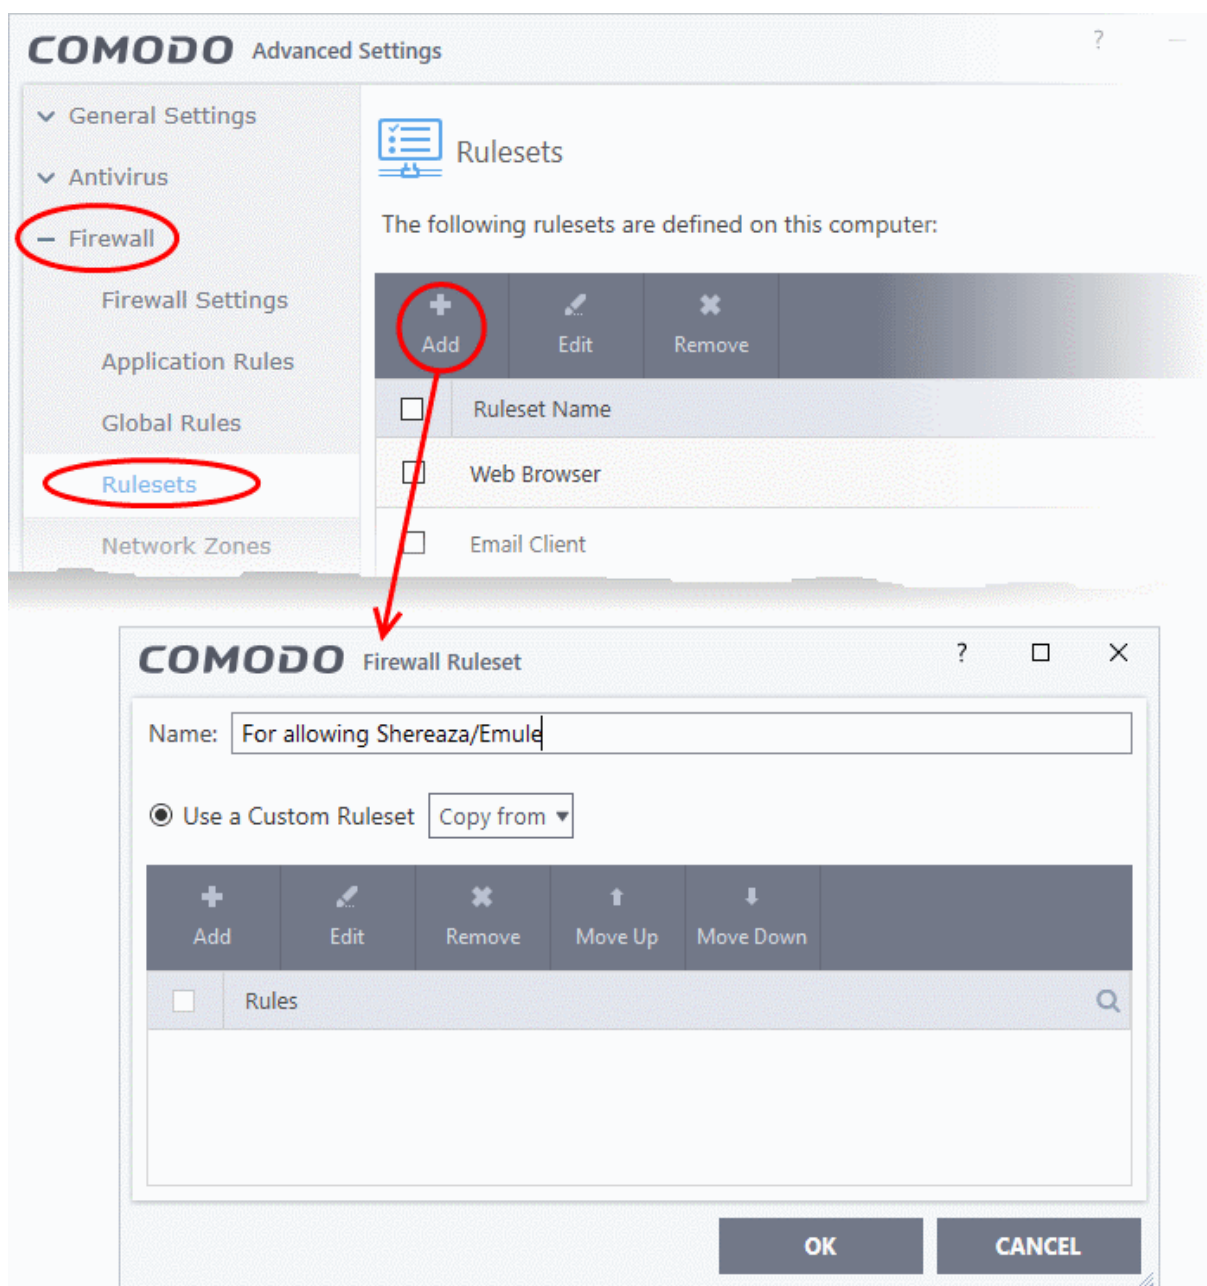 COMODO Advanced Settings ?
General Settings
Antivirus
Firewall
Firewall Settings
Application Rules
Global Rules
Rulesets
Network Zones
Rulesets
The following rulesets are defined on this computer:
Add Edit Remove
Ruleset Name
Web Browser
Email Client
COMODO Firewall Ruleset ?
Name: For allowing Shereaza/Emule
Use a Custom Ruleset Copy from
Add Edit Remove Move Up Move Down
Rules
OK CANCEL